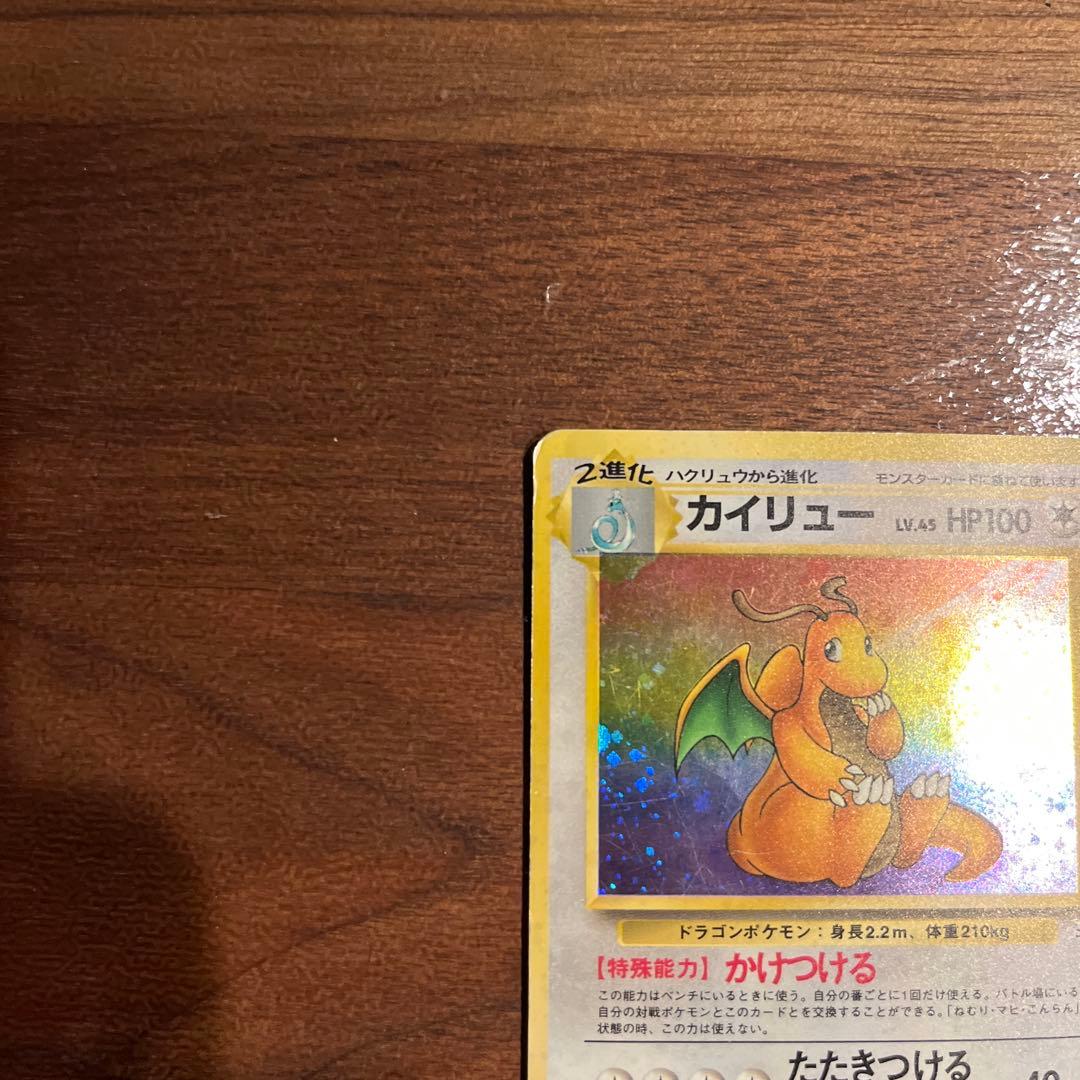 2進化 ハクリュウから進化 モンスターカードに重ねて使います
カイリュー LV.45 HP100
ドラゴンポケモン：身長2.2m、体重210kg
【特殊能力】かけつける
この能力はベンチにいるときに使う。自分の番ごとに1回だけ使える。バトル場にいる
自分の対戦ポケモンとこのカードとを交換することができる。「ねむり・マヒ・こんらん」
状態の時、この力は使えない。
たたきつける
40